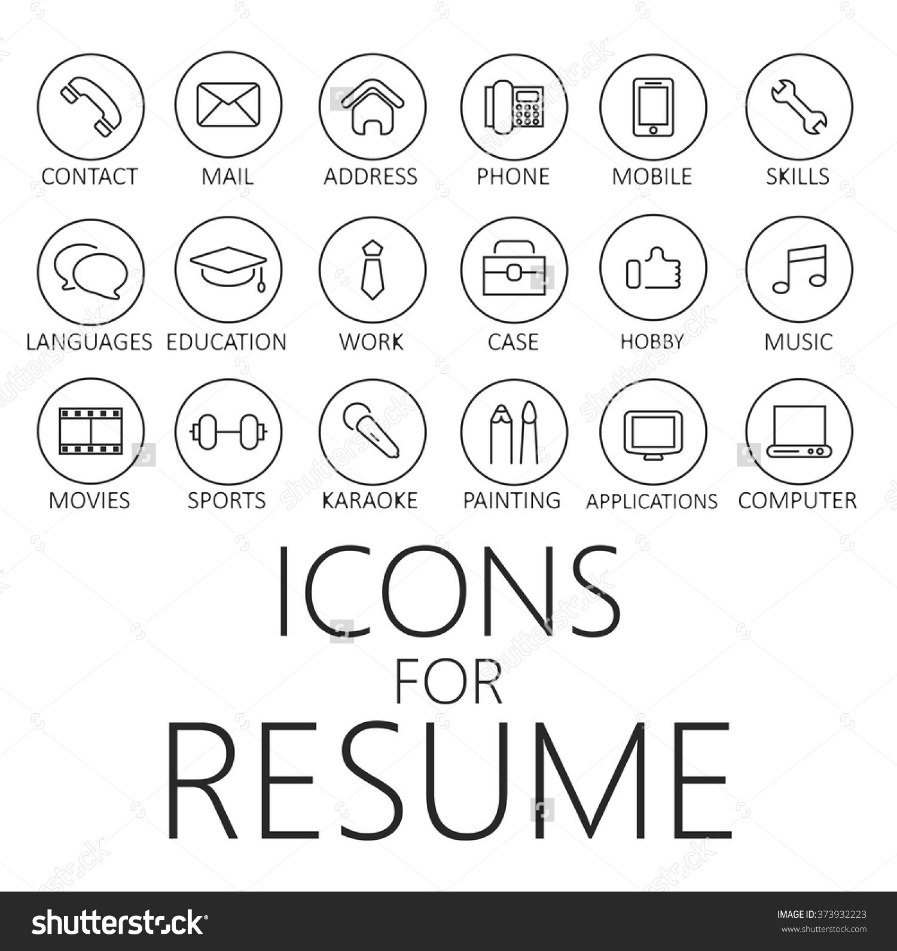 CONTACT MAIL ADDRESS PHONE MOBILE SKILLS
LANGUAGES EDUCATION WORK CASE HOBBY MUSIC
MOVIES SPORTS KARAOKE PAINTING APPLICATIONS COMPUTER
ICONS
FOR
RESUME
shutterstock®
IMAGE ID: 373932223
www.shutterstock.com